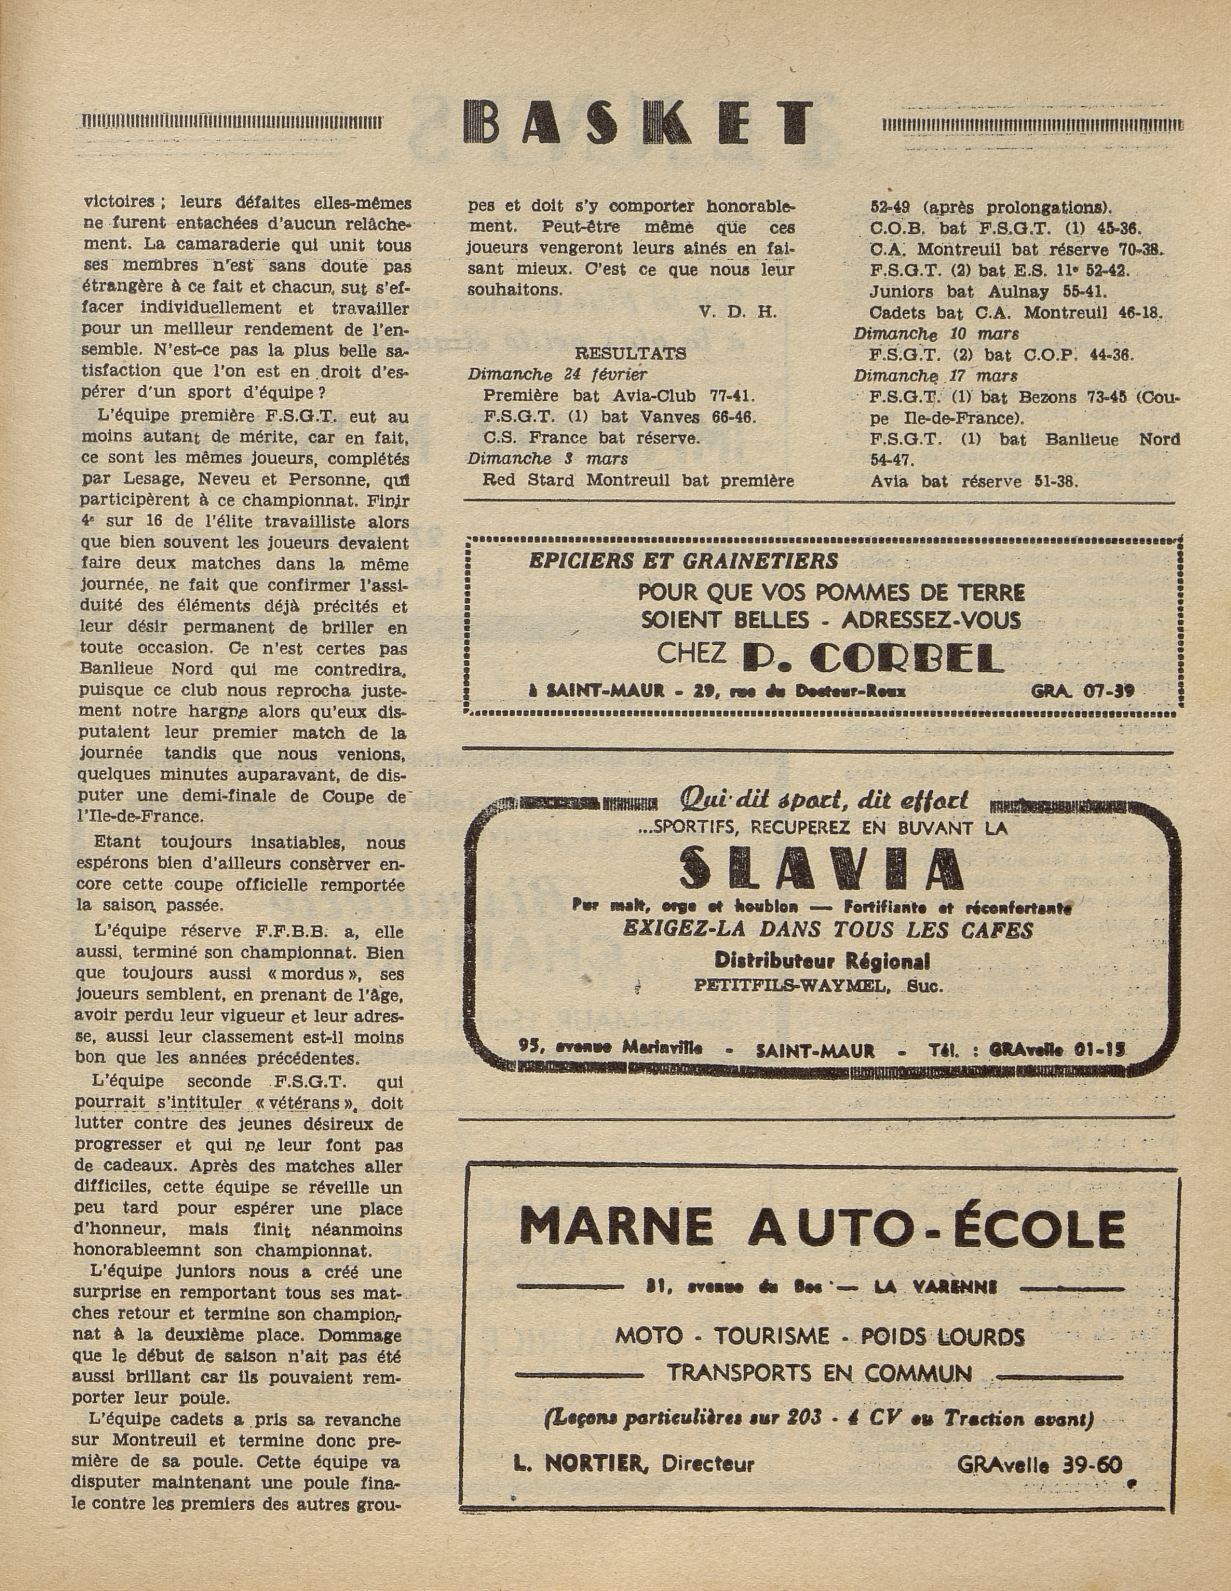 BASKET
victoires ; leurs défaites elles-mêmes
ne furent entachées d'aucun relâche-
ment. La camaraderie qui unit tous
ses membres n'est sans doute pas
étrangère à ce fait et chacun, sut s'ef-
facer individuellement et travailler
pour un meilleur rendement de l'en-
semble. N'est-ce pas la plus belle sa-
tisfaction que l'on est en droit d'es-
pérer d'un sport d'équipe ?
L'équipe première F.S.G.T. eut au
moins autant de mérite, car en fait,
ce sont les mêmes joueurs, complétés
par Lesage, Neveu et Personne, qui
participèrent à ce championnat. Finir
4e sur 16 de l'élite travailliste alors
que bien souvent les joueurs devaient
faire deux matches dans la même
journée, ne fait que confirmer l'assi-
duité des éléments déjà précités et
leur désir permanent de briller en
toute occasion. Ce n'est certes pas
Banlieue Nord qui me contredira,
puisque ce club nous reprocha juste-
ment notre hargne alors qu'eux dis-
putaient leur premier match de la
journée tandis que nous venions,
quelques minutes auparavant, de dis-
puter une demi-finale de Coupe de
l'Ile-de-France.
Etant toujours insatiables, nous
espérons bien d'ailleurs consèrver en-
core cette coupe officielle remportée
la saison passée.
L'équipe réserve F.F.B.B. a, elle
aussi, terminé son championnat. Bien
que toujours aussi « mordus », ses
joueurs semblent, en prenant de l'âge,
avoir perdu leur vigueur et leur adres-
se, aussi leur classement est-il moins
bon que les années précédentes.
L'équipe seconde F.S.G.T. qui
pourrait s'intituler « vétérans », doit
lutter contre des jeunes désireux de
progresser et qui ne leur font pas
de cadeaux. Après des matches aller
difficiles, cette équipe se réveille un
peu tard pour espérer une place
d'honneur, mais finit néanmoins
honorableemnt son championnat.
L'équipe juniors nous a créé une
surprise en remportant tous ses mat-
ches retour et termine son champion-
nat à la deuxième place. Dommage
que le début de saison n'ait pas été
aussi brillant car ils pouvaient rem-
porter leur poule.
L'équipe cadets a pris sa revanche
sur Montreuil et termine donc pre-
mière de sa poule. Cette équipe va
disputer maintenant une poule fina-
le contre les premiers des autres grou-
pes et doit s'y comporter honorable-
ment. Peut-être même que ces
joueurs vengeront leurs ainés en fai-
sant mieux. C'est ce que nous leur
souhaitons.
V. D. H.
RESULTATS
Dimanche 24 février
Première bat Avia-Club 77-41.
F.S.G.T. (1) bat Vanves 66-46.
C.S. France bat réserve.
Dimanche 3 mars
Red Stard Montreuil bat première
52-49 (après prolongations).
C.O.B. bat F.S.G.T. (1) 45-36.
C.A. Montreuil bat réserve 70-38.
F.S.G.T. (2) bat E.S. 11e 52-42.
Juniors bat Aulnay 55-41.
Cadets bat C.A. Montreuil 46-18.
Dimanche 10 mars
F.S.G.T. (2) bat C.O.P. 44-36.
Dimanche 17 mars
F.S.G.T. (1) bat Bezons 73-45 (Cou-
pe Ile-de-France).
F.S.G.T. (1) bat Banlieue Nord
54-47.
Avia bat réserve 51-38.
EPICIERS ET GRAINETIERS
POUR QUE VOS POMMES DE TERRE
SOIENT BELLES - ADRESSEZ-VOUS
CHEZ P. CORBEL
à SAINT-MAUR - 29, rue du Docteur-Roux GRA. 07-39
Qui dit sport, dit effort
...SPORTIFS, RECUPEREZ EN BUVANT LA
SLAVIA
Pur malt, orge et houblon — Fortifiante et réconfortante
EXIGEZ-LA DANS TOUS LES CAFES
Distributeur Régional
PETITFILS-WAYMEL, Suc.
95, avenue Marinville - SAINT-MAUR - Tél. : GRAvelle 01-15
MARNE AUTO-ÉCOLE
31, avenue du Bac — LA VARENNE
MOTO - TOURISME - POIDS LOURDS
TRANSPORTS EN COMMUN
(Leçons particulières sur 203 - 4 CV ou Traction avant)
L. NORTIER, Directeur GRAvelle 39-60